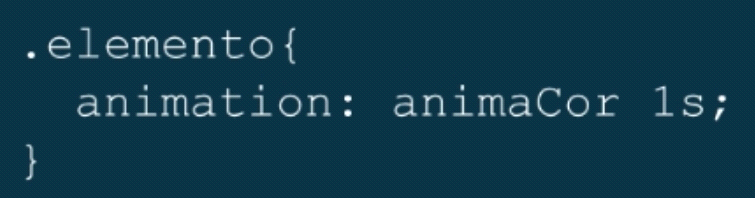 .elemento{
animation: animaCor 1s;
}